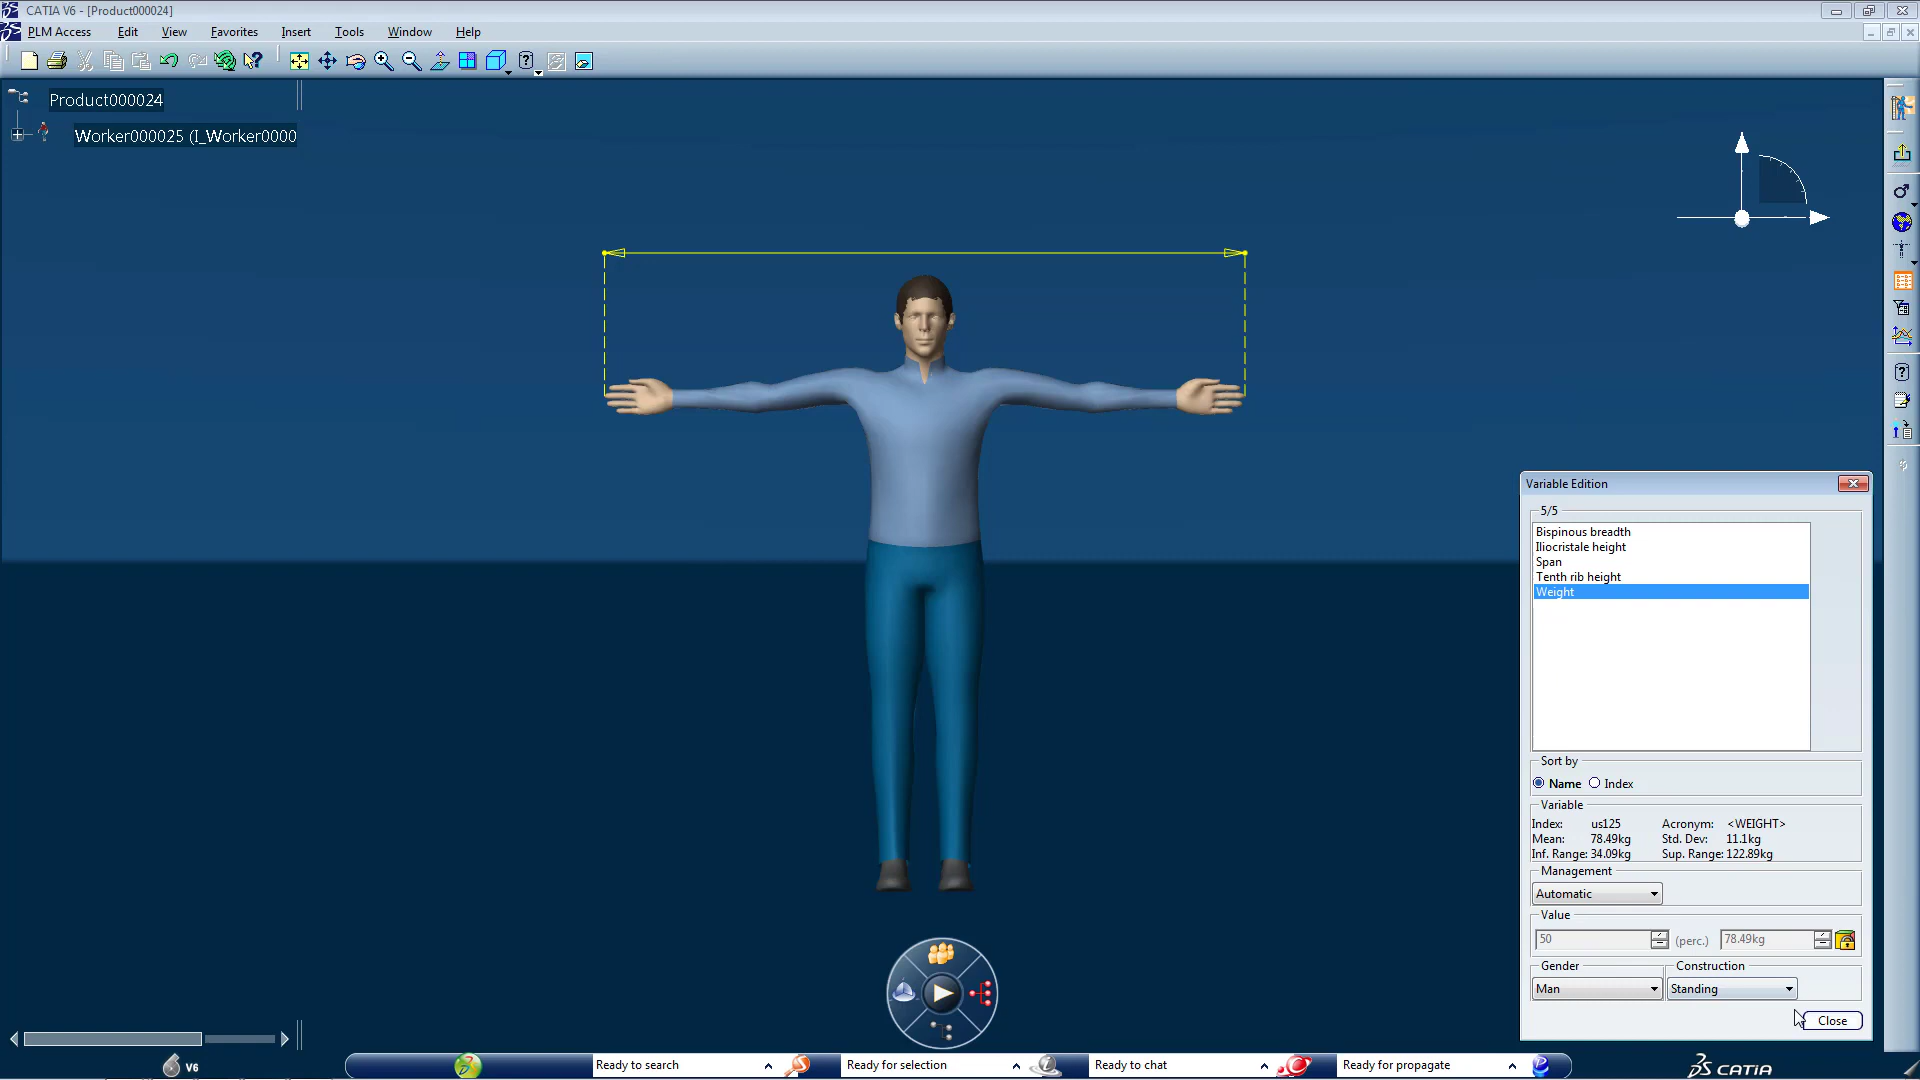 CATIA V6 - [Product000024]
PLM Access Edit View Favorites Insert Tools Window Help
Product000024
Worker000025 (I_Worker0000
Variable Edition
5/5
Bispinous breadth
Iliocristale height
Span
Tenth rib height
Weight
Sort by
Name Index
Variable
Index: us125 Acronym: <WEIGHT>
Mean: 78.49kg Std. Dev: 11.1kg
Inf. Range: 34.09kg Sup. Range: 122.89kg
Management
Automatic
Value
50 (perc.) 78.49kg
Gender Construction
Man Standing
Close
V6 Ready to search Ready for selection Ready to chat Ready for propagate CATIA